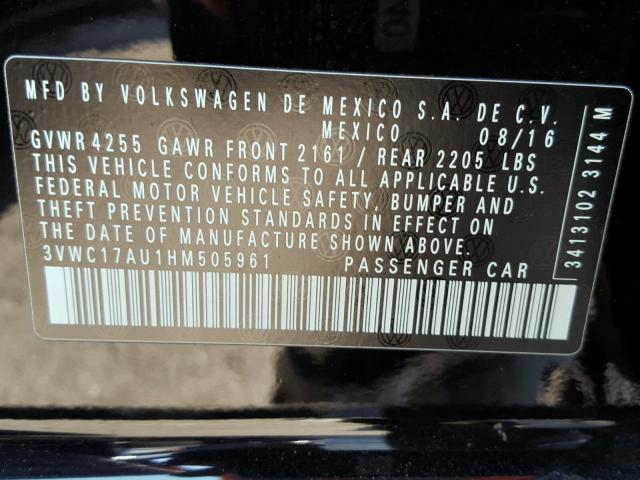 MFD BY VOLKSWAGEN DE MEXICO S.A. DE C.V.
MEXICO 08/16
GVWR 4255 GAWR FRONT 2161 / REAR 2205 LBS
THIS VEHICLE CONFORMS TO ALL APPLICABLE U.S.
FEDERAL MOTOR VEHICLE SAFETY, BUMPER AND
THEFT PREVENTION STANDARDS IN EFFECT ON
THE DATE OF MANUFACTURE SHOWN ABOVE.
3VWC17AU1HM505961 PASSENGER CAR
3413102 3144 M